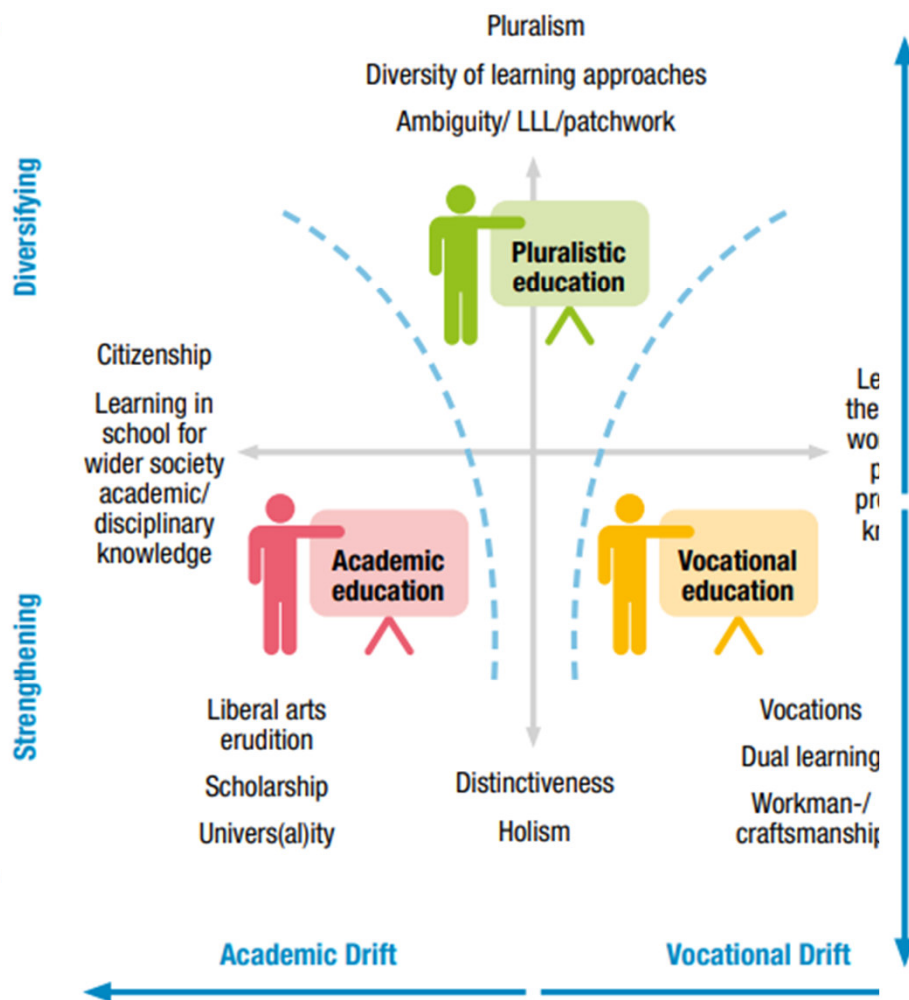 Pluralism
Diversity of learning approaches
Ambiguity/ LLL/patchwork
Diversifying
Pluralistic
education
Citizenship
Learning in
school for
wider society
academic/
disciplinary
knowledge
Academic
education
Vocational
education
Strengthening
Liberal arts
erudition
Scholarship
Univers(al)ity
Distinctiveness
Holism
Vocations
Dual learning
Workman-/
craftsmanship
Academic Drift
Vocational Drift